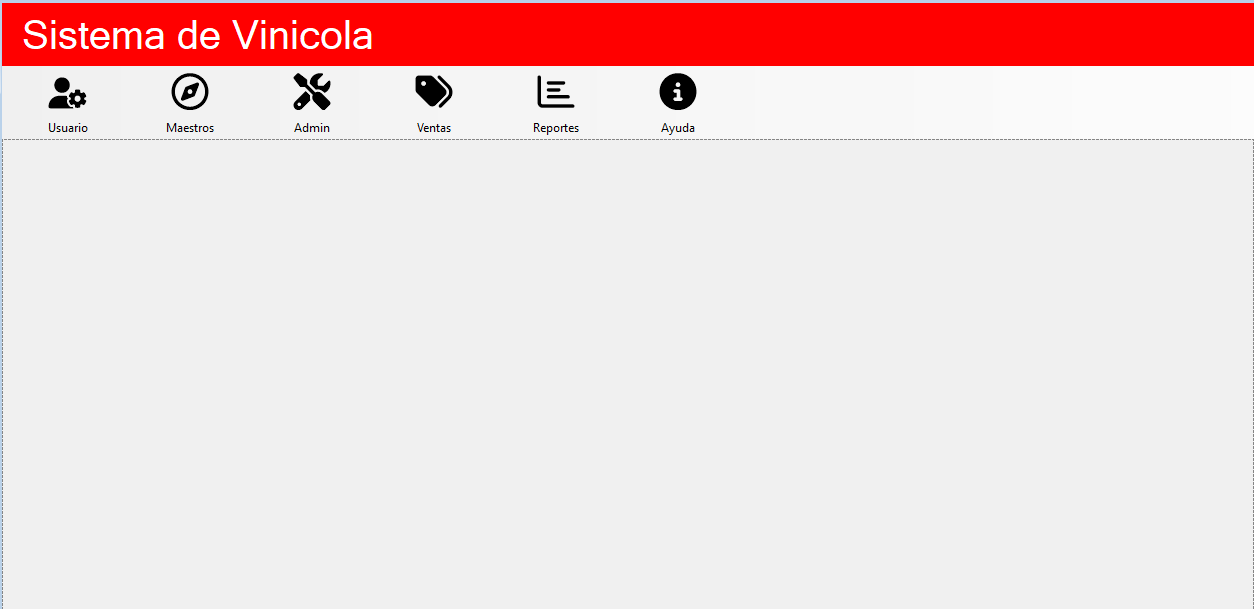 Sistema de Vinicola
Usuario Maestros Admin Ventas Reportes Ayuda